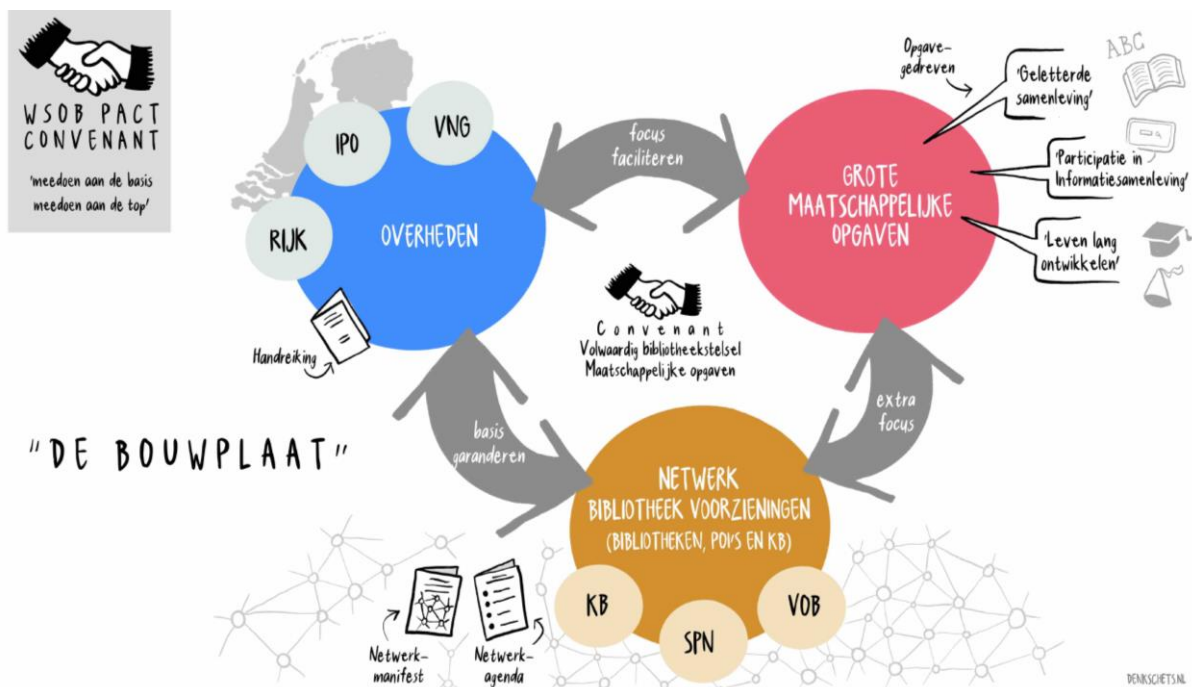 WSOB PACT
CONVENANT
'meedoen aan de basis
meedoen aan de top'
IPO
VNG
RIJK
OVERHEDEN
Handreiking
focus
faciliteren
GROTE
MAATSCHAPPELIJKE
OPGAVEN
Opgave-
gedreven
'Geletterde
samenleving'
ABC
'Participatie in
Informatiesamenleving'
'Leven lang
ontwikkelen'
Convenant
Volwaardig bibliotheekstelsel
Maatschappelijke opgaven
basis
garanderen
extra
focus
"DE BOUWPLAAT"
NETWERK
BIBLIOTHEEK VOORZIENINGEN
(BIBLIOTHEKEN, POI'S EN KB)
KB
SPN
VOB
Netwerk-
manifest
Netwerk-
agenda
DENKSCHETS.NL